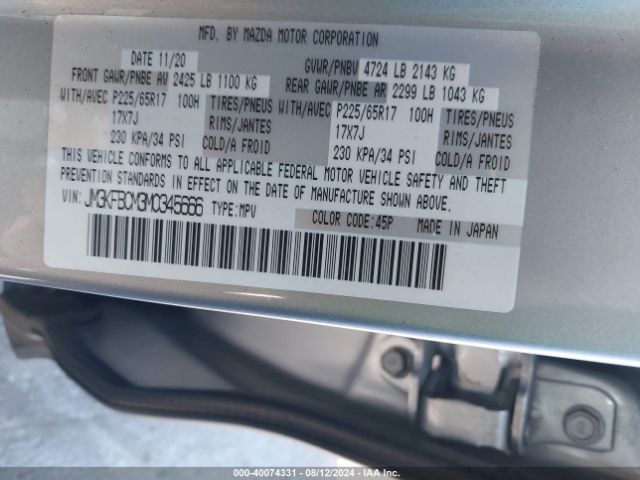 MFD. BY MAZDA MOTOR CORPORATION
DATE 11/20 GVWR/PNBV 4724 LB 2143 KG
FRONT GAWR/PNBE AV 2425 LB 1100 KG REAR GAWR/PNBE AR 2299 LB 1043 KG
WITH/AVEC P225/65R17 100H TIRES/PNEUS WITH/AVEC P225/65R17 100H TIRES/PNEUS
17X7J RIMS/JANTES 17X7J RIMS/JANTES
230 KPA/34 PSI COLD/A FROID 230 KPA/34 PSI COLD/A FROID
THIS VEHICLE CONFORMS TO ALL APPLICABLE FEDERAL MOTOR VEHICLE SAFETY AND THEFT
PREVENTION STANDARDS IN EFFECT ON THE DATE OF MANUFACTURE SHOWN ABOVE.
VIN: JM3KFBCM3M0345666 TYPE:MPV COLOR CODE:45P MADE IN JAPAN
000-40074331 - 08/12/2024 - IAA Inc.